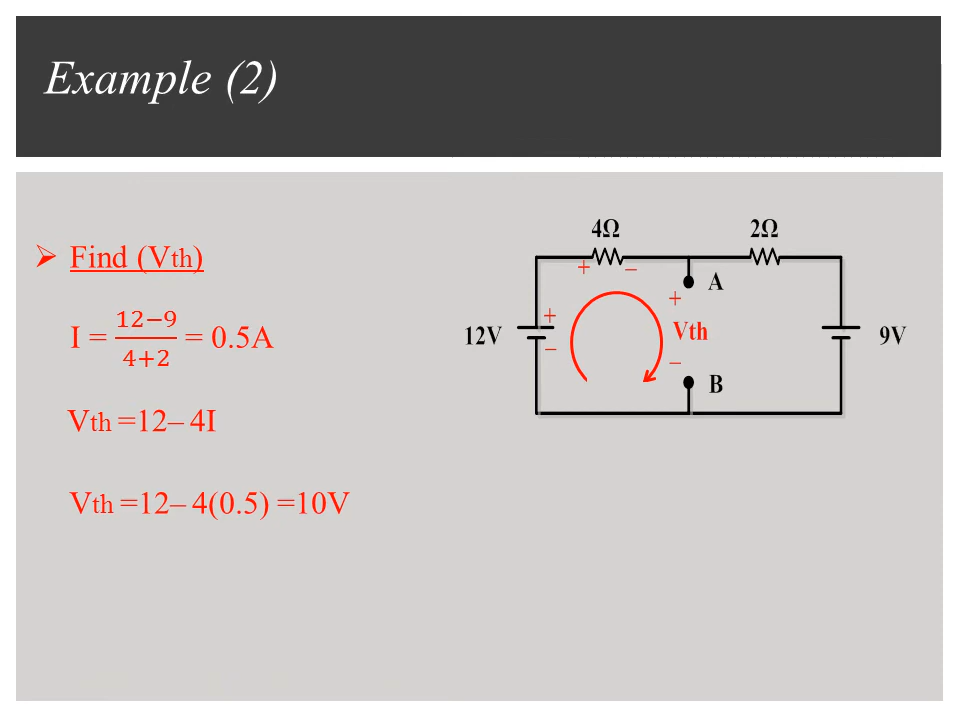 Example (2)
➢ Find (Vth)
I = 12−9/4+2 = 0.5A
Vth =12– 4I
Vth =12– 4(0.5) =10V
4Ω 2Ω
+ − 
A
+ +
12V Vth 9V
− −
B